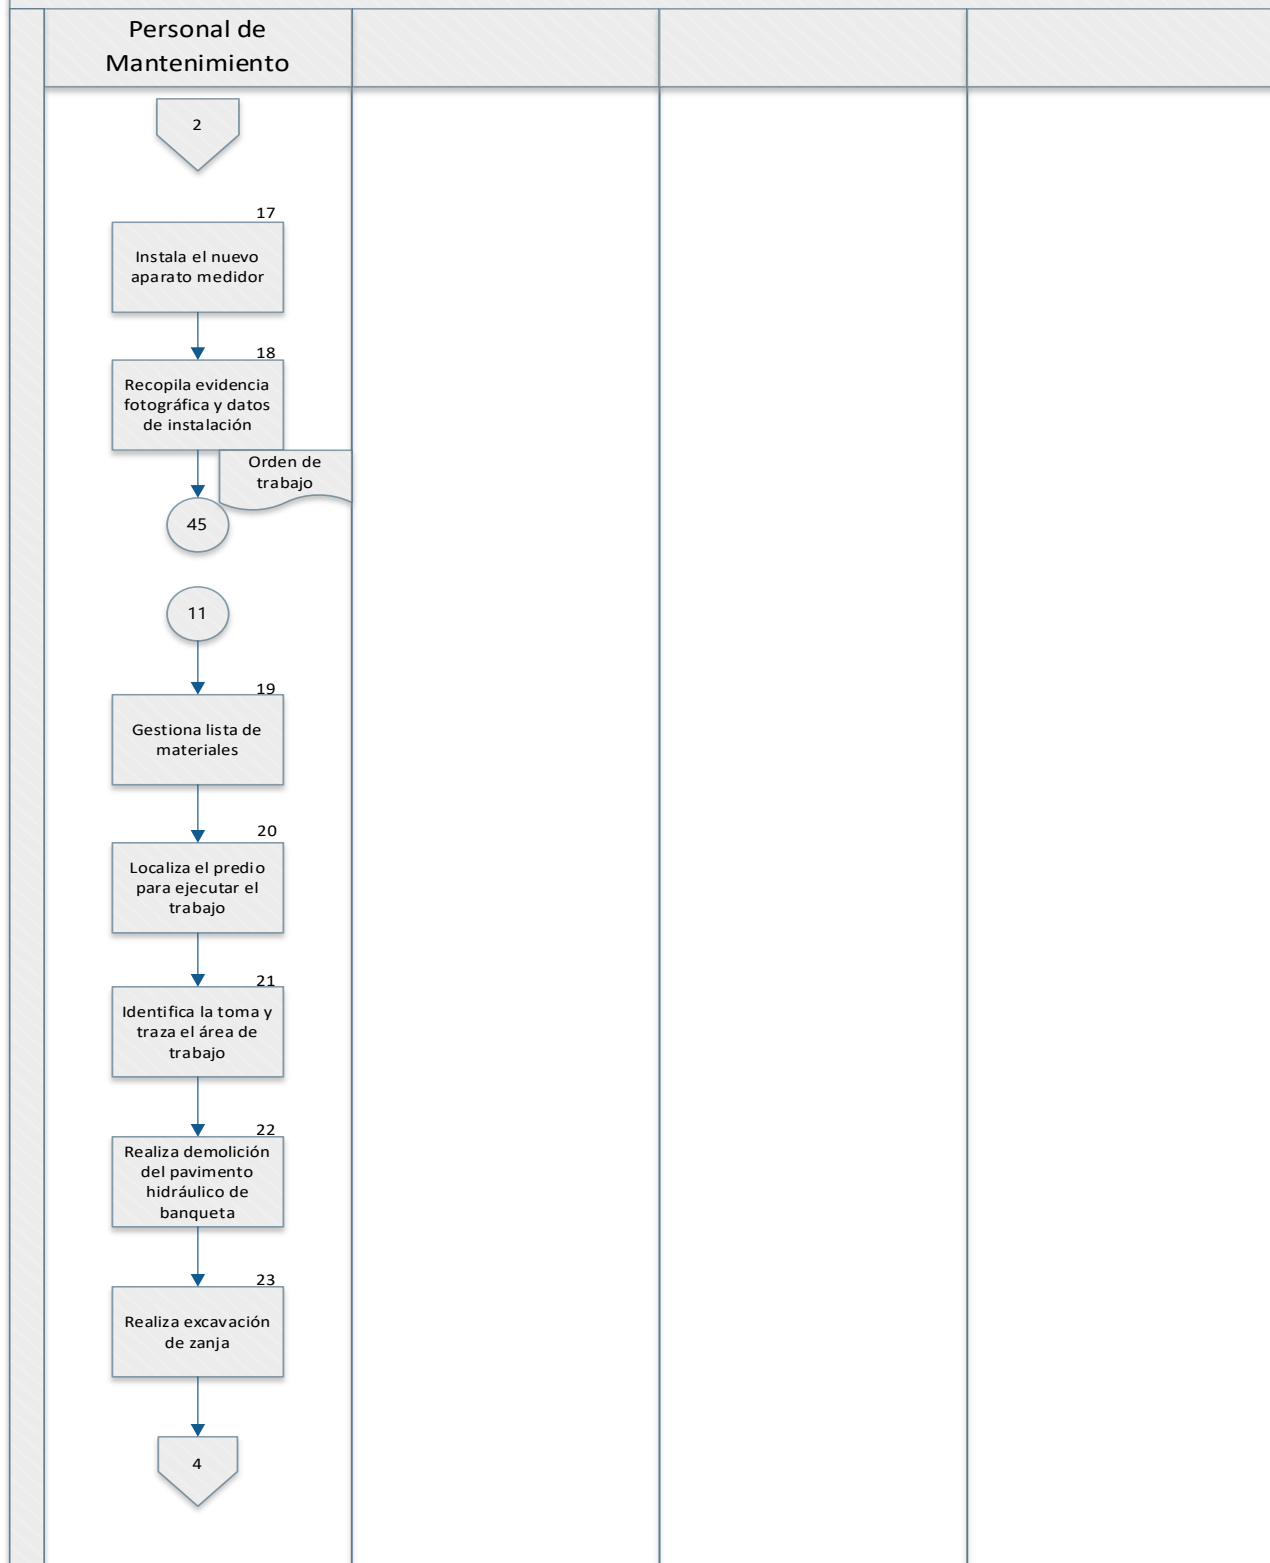 Personal de
Mantenimiento
2
17
Instala el nuevo
aparato medidor
18
Recopila evidencia
fotográfica y datos
de instalación
Orden de
trabajo
45
11
19
Gestiona lista de
materiales
20
Localiza el predio
para ejecutar el
trabajo
21
Identifica la toma y
traza el área de
trabajo
22
Realiza demolición
del pavimento
hidráulico de
banqueta
23
Realiza excavación
de zanja
4